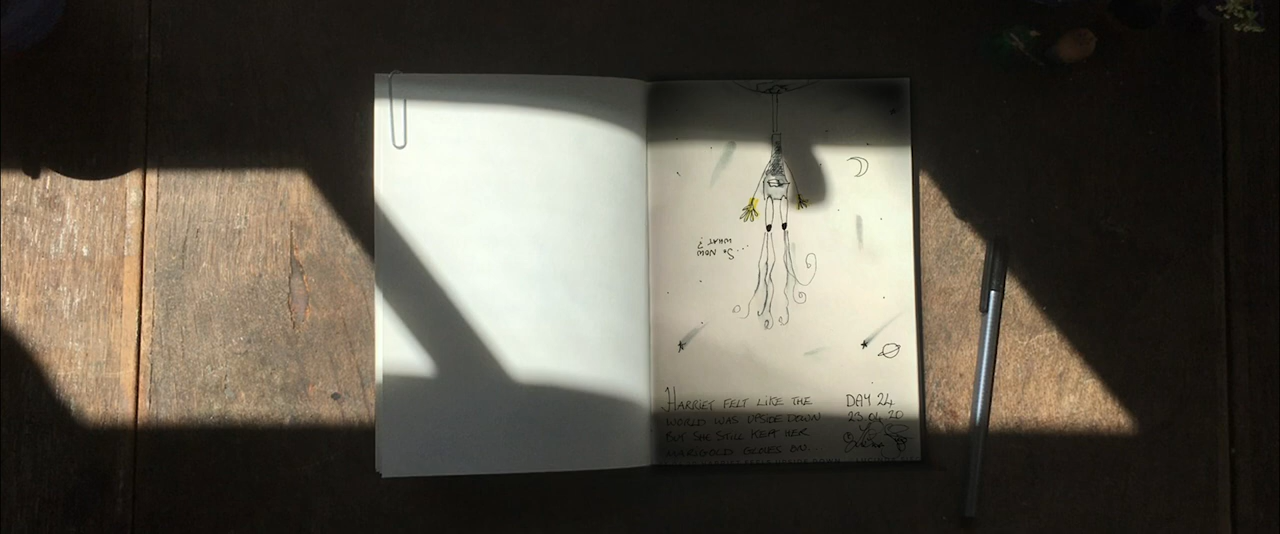 ...
So NOW
WHAT?
HARRIET FELT LIKE THE
WORLD WAS UPSIDE DOWN
BUT SHE STILL KEPT HER
MARIGOLD GLOVES ON.
DAY 24
23.04.20